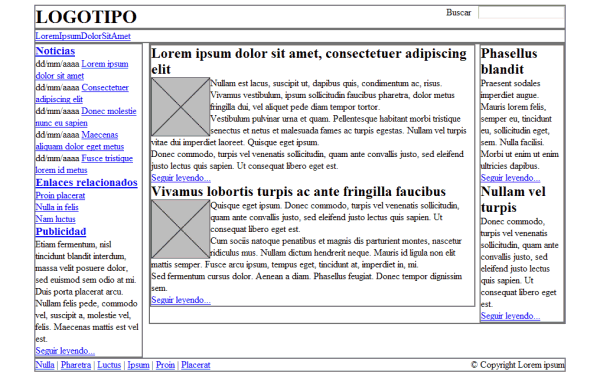 LOGOTIPO
Buscar
LoremIpsumDolorSitAmet
Noticias
dd/mm/aaaa Lorem ipsum
dolor sit amet
dd/mm/aaaa Consectetuer
adipiscing elit
dd/mm/aaaa Donec molestie
nunc eu sapien
dd/mm/aaaa Maecenas
aliquam dolor eget metus
dd/mm/aaaa Fusce tristique
lorem id metus
Enlaces relacionados
Proin placerat
Nulla in felis
Nam luctus
Publicidad
Etiam fermentum, nisl
tincidunt blandit interdum,
massa velit posuere dolor,
sed euismod sem odio at mi.
Duis porta placerat arcu.
Nullam felis pede, commodo
vel, suscipit a, molestie vel,
felis. Maecenas mattis est vel
est.
Seguir leyendo...
Lorem ipsum dolor sit amet, consectetuer adipiscing
elit
Nullam est lacus, suscipit ut, dapibus quis, condimentum ac, risus.
Vivamus vestibulum, ipsum sollicitudin faucibus pharetra, dolor metus
fringilla dui, vel aliquet pede diam tempor tortor.
Vestibulum pulvinar urna et quam. Pellentesque habitant morbi tristique
senectus et netus et malesuada fames ac turpis egestas. Nullam vel turpis
vitae dui imperdiet laoreet. Quisque eget ipsum.
Donec commodo, turpis vel venenatis sollicitudin, quam ante convallis justo, sed eleifend
justo lectus quis sapien. Ut consequat libero eget est.
Seguir leyendo...
Vivamus lobortis turpis ac ante fringilla faucibus
Quisque eget ipsum. Donec commodo, turpis vel venenatis sollicitudin,
quam ante convallis justo, sed eleifend justo lectus quis sapien. Ut
consequat libero eget est.
Cum sociis natoque penatibus et magnis dis parturient montes, nascetur
ridiculus mus. Nullam dictum hendrerit neque. Mauris id ligula non elit
mattis semper. Fusce arcu ipsum, tempus eget, tincidunt at, imperdiet in, mi.
Sed fermentum cursus dolor. Aenean a diam. Phasellus feugiat. Donec tempor dignissim
sem.
Seguir leyendo...
Phasellus
blandit
Praesent sodales
imperdiet augue.
Mauris lorem felis,
semper eu, tincidunt
eu, sollicitudin eget,
sem. Nulla facilisi.
Morbi ut enim ut enim
ultricies dapibus.
Seguir leyendo...
Nullam vel
turpis
Donec commodo,
turpis vel venenatis
sollicitudin, quam ante
convallis justo, sed
eleifend justo lectus
quis sapien. Ut
consequat libero eget
est.
Seguir leyendo...
Nulla | Pharetra | Luctus | Ipsum | Proin | Placerat
© Copyright Lorem ipsum